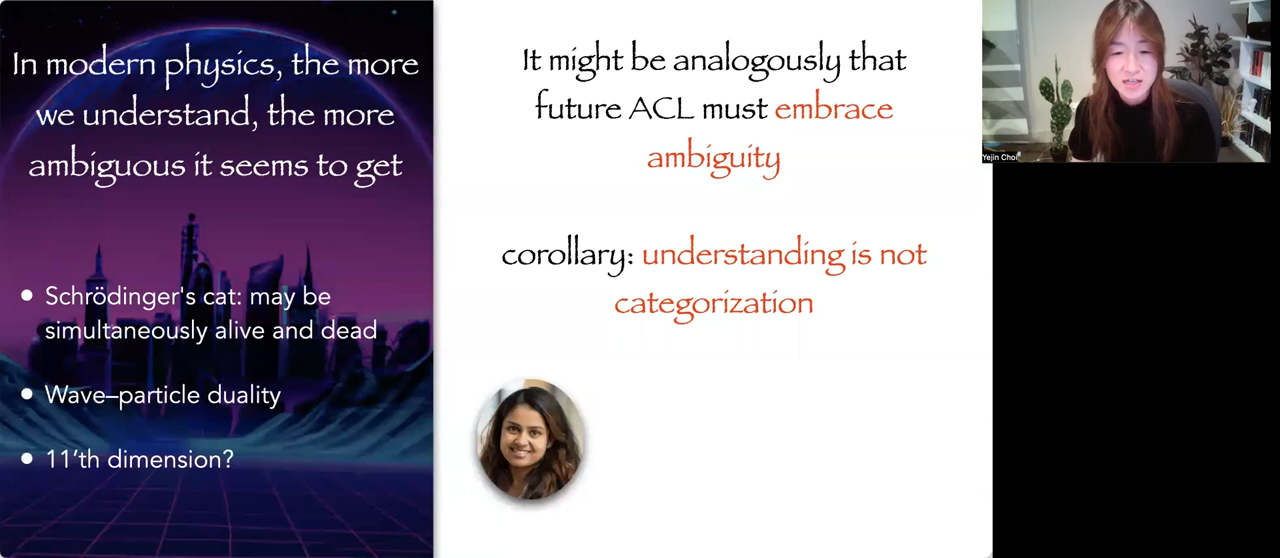 In modern physics, the more
we understand, the more
ambiguous it seems to get
• Schrödinger's cat: may be
simultaneously alive and dead
• Wave–particle duality
• 11'th dimension?
It might be analogously that
future ACL must embrace
ambiguity
corollary: understanding is not
categorization
Yejin Choi